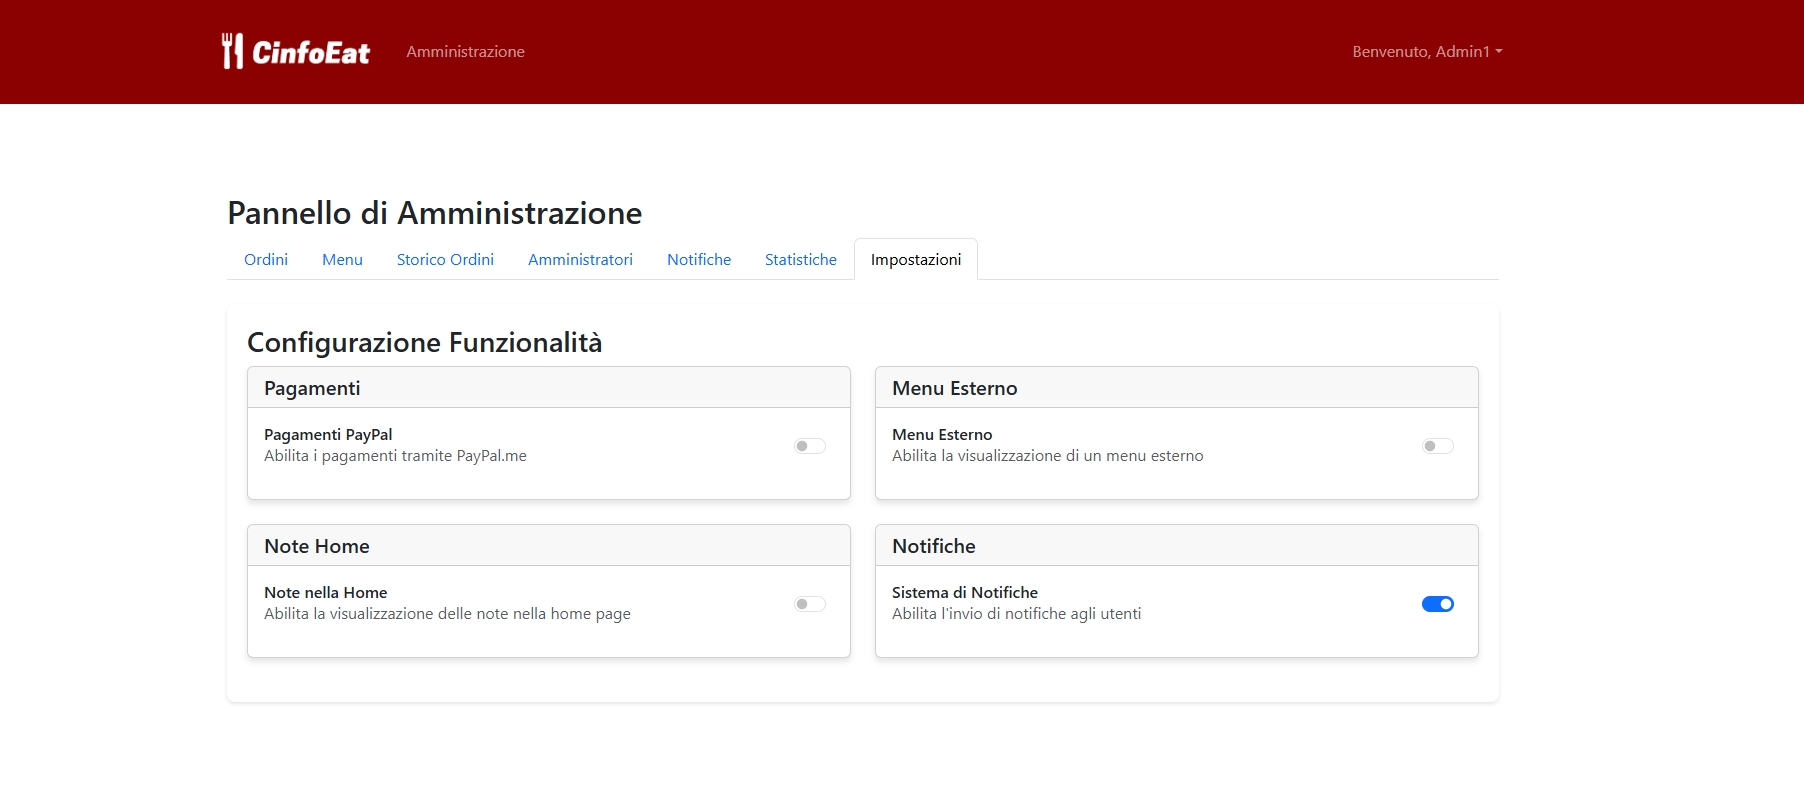 CinfoEat
Amministrazione
Benvenuto, Admin1
Pannello di Amministrazione
Ordini
Menu
Storico Ordini
Amministratori
Notifiche
Statistiche
Impostazioni
Configurazione Funzionalità
Pagamenti
Pagamenti PayPal
Abilita i pagamenti tramite PayPal.me
Menu Esterno
Menu Esterno
Abilita la visualizzazione di un menu esterno
Note Home
Note nella Home
Abilita la visualizzazione delle note nella home page
Notifiche
Sistema di Notifiche
Abilita l'invio di notifiche agli utenti